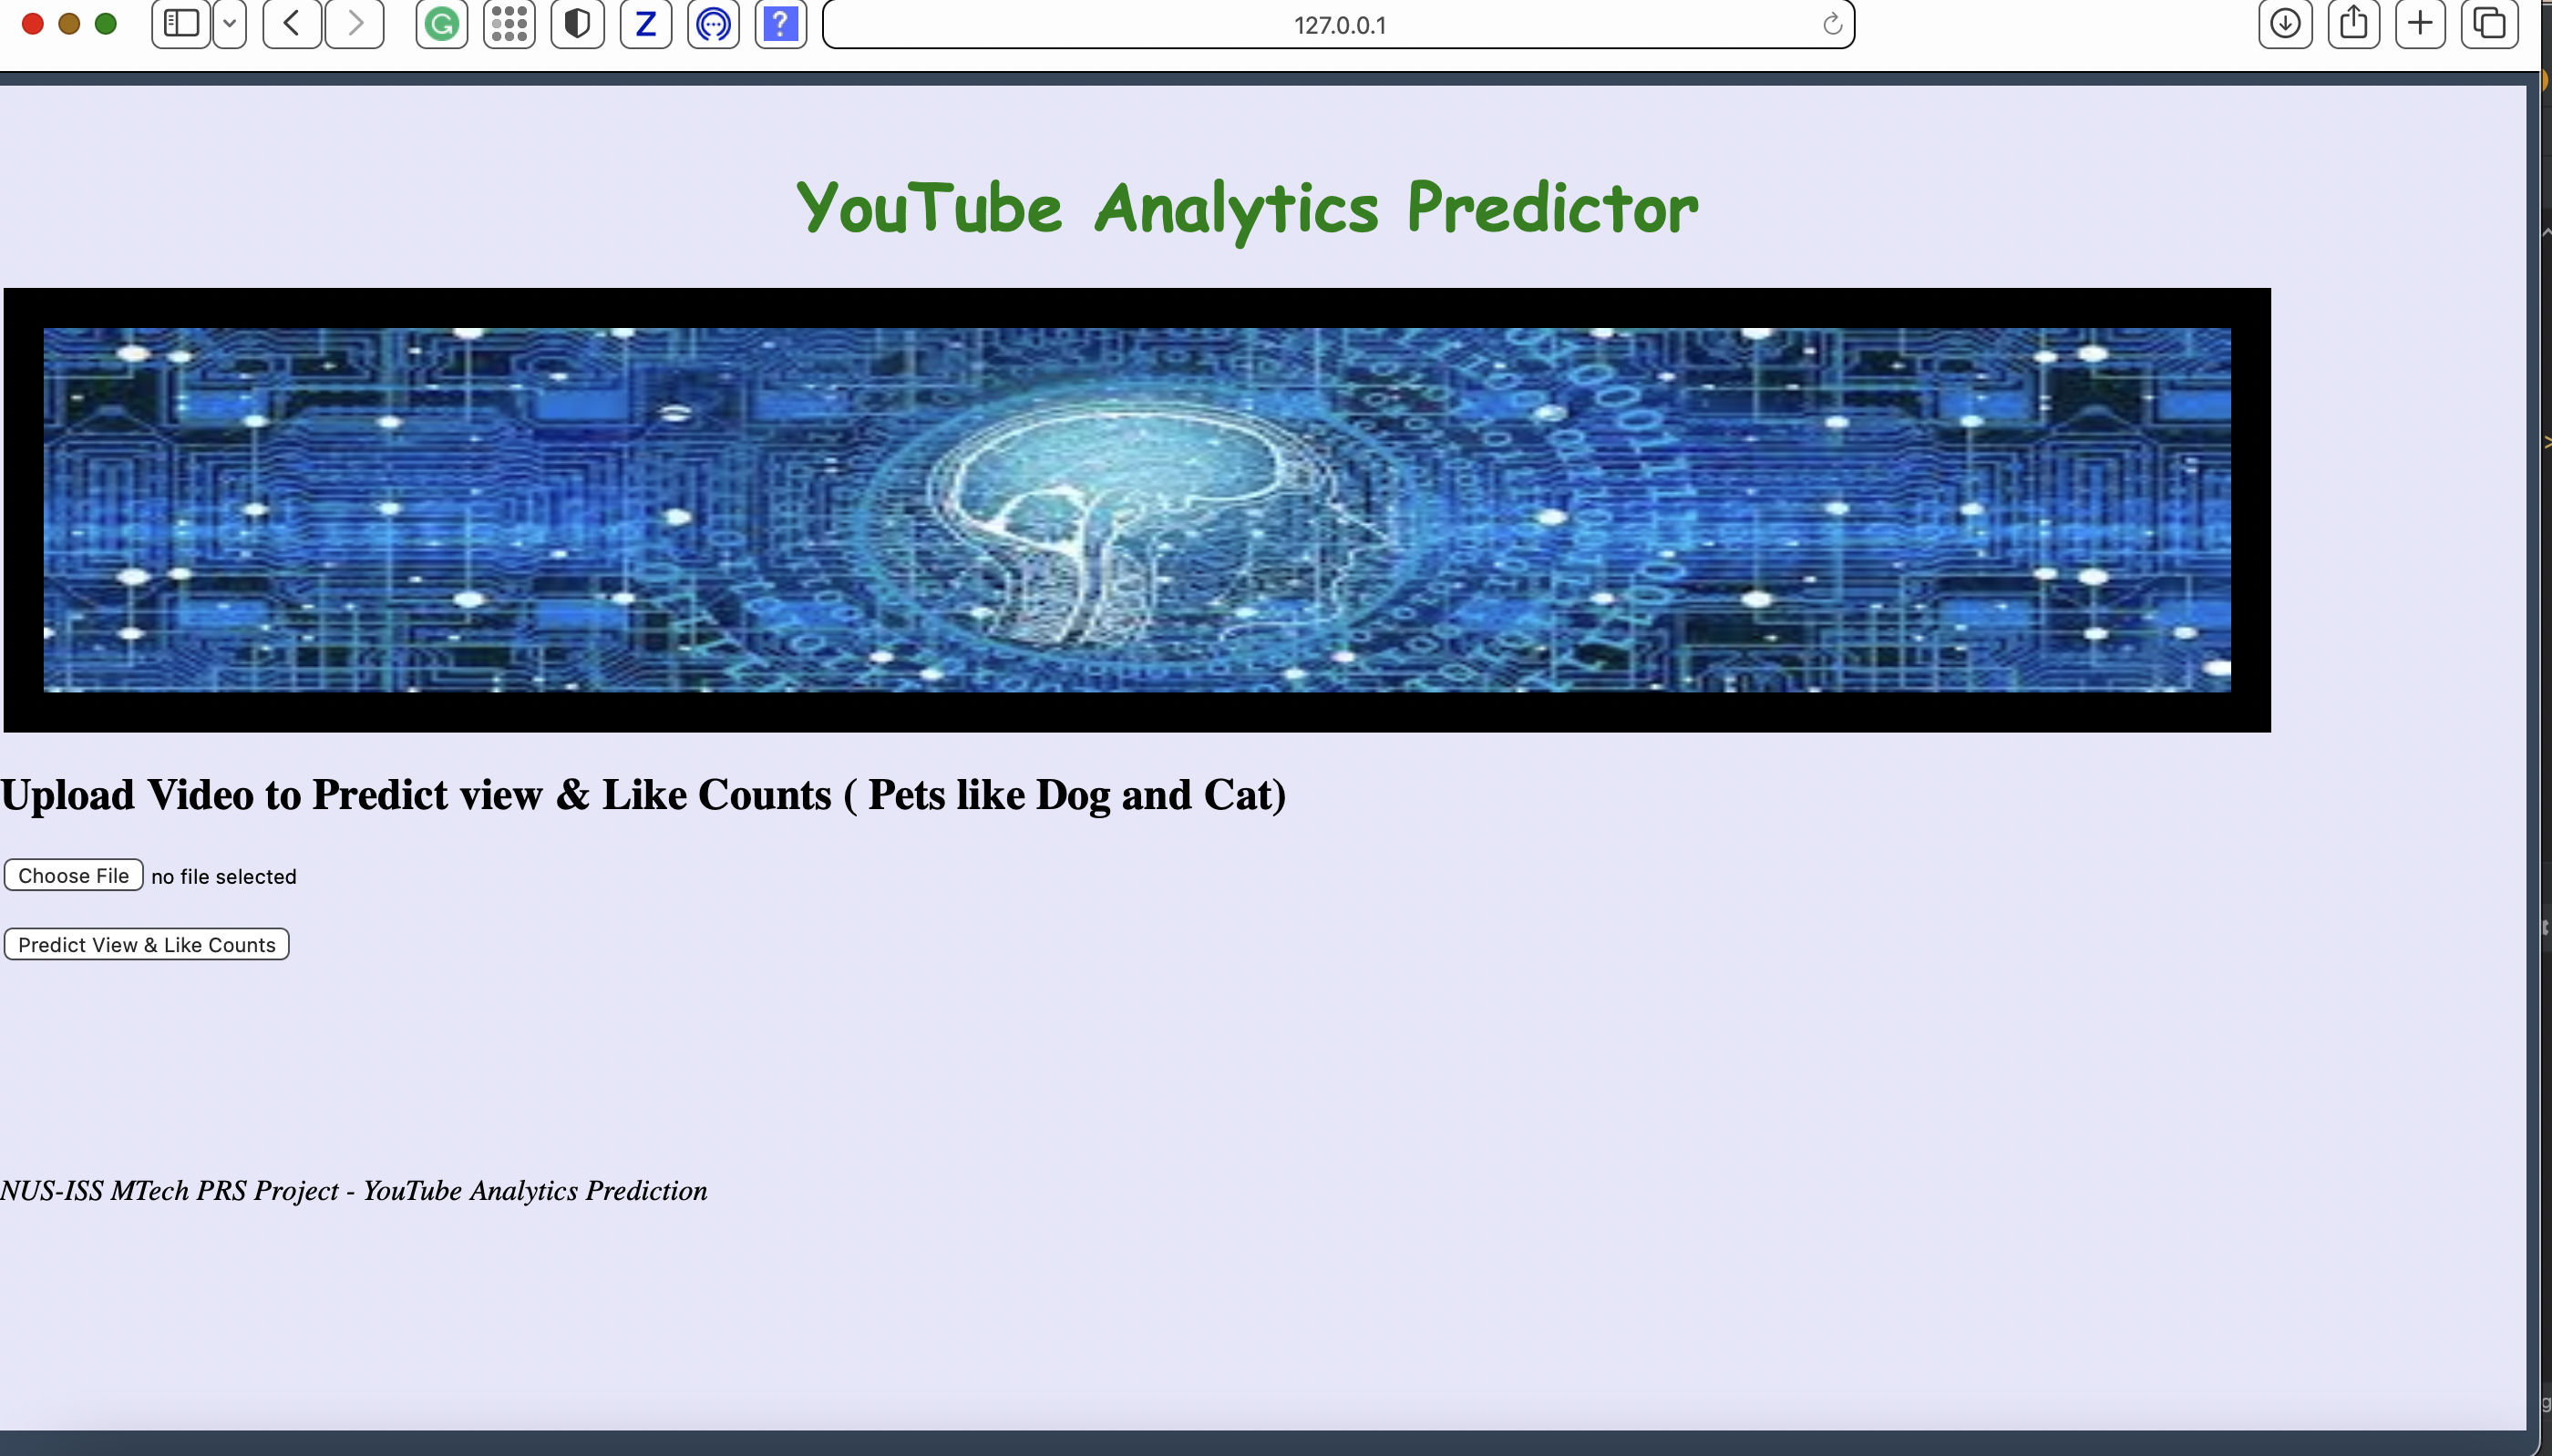 127.0.0.1
YouTube Analytics Predictor
Upload Video to Predict view & Like Counts ( Pets like Dog and Cat)
Choose File no file selected
Predict View & Like Counts
NUS-ISS MTech PRS Project - YouTube Analytics Prediction